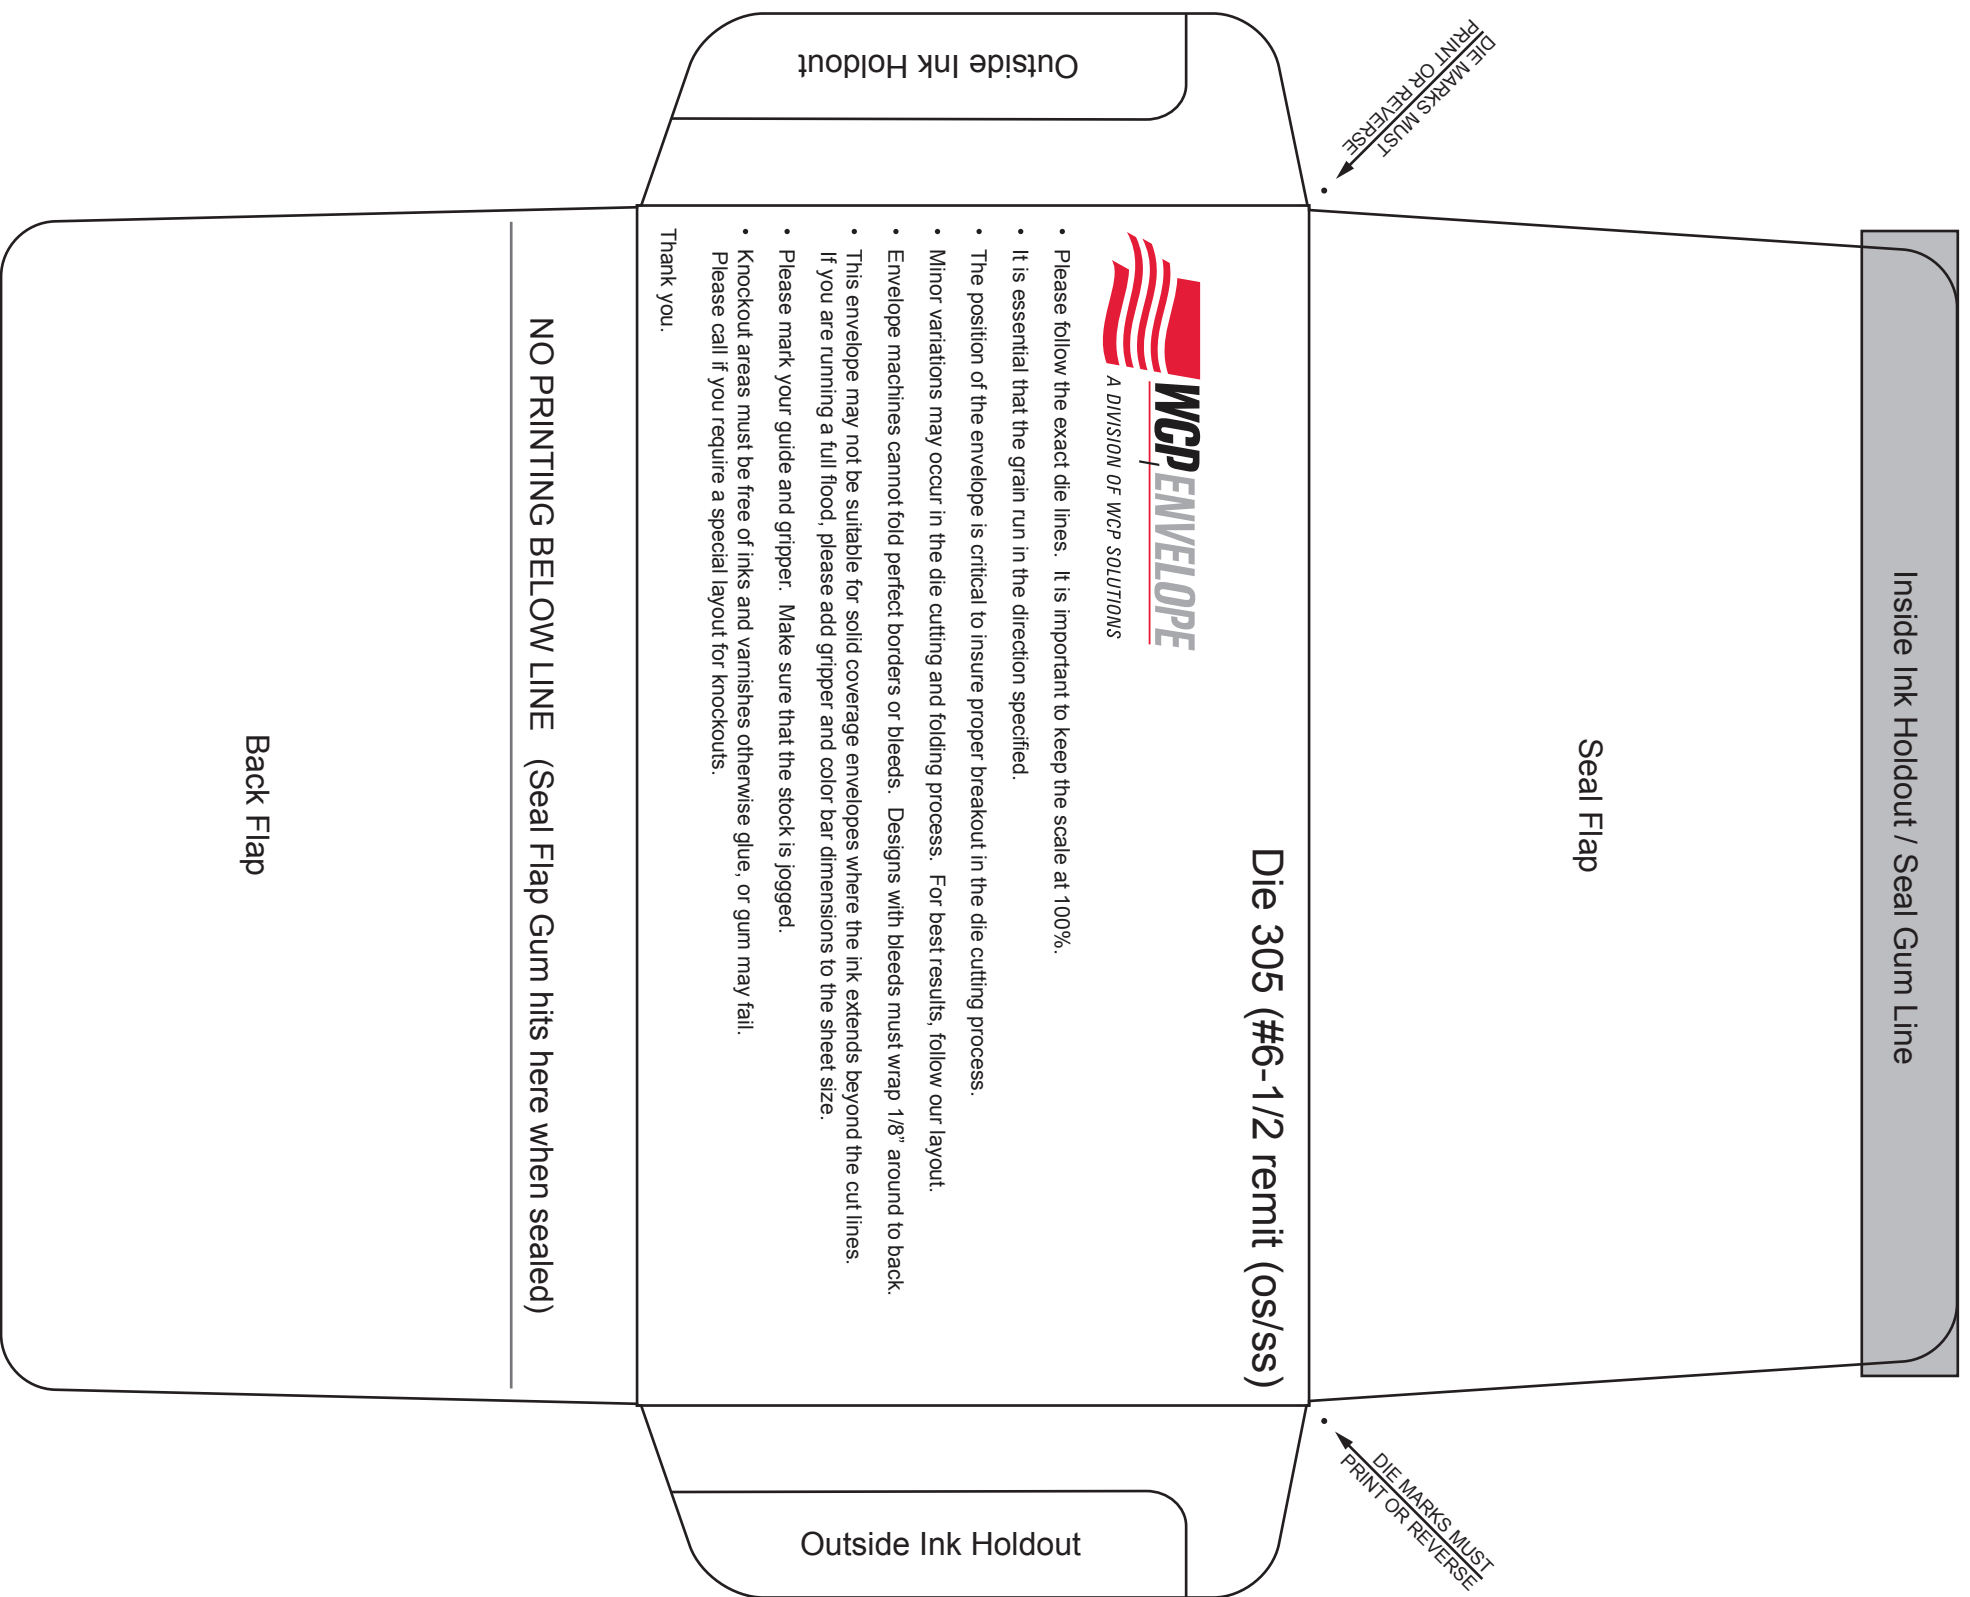 Inside Ink Holdout / Seal Gum Line
Seal Flap
DIE MARKS MUST
PRINT OR REVERSE
DIE MARKS MUST
PRINT OR REVERSE
Die 305 (#6-1/2 remit (os/ss)
WCPENVELOPE
A DIVISION OF WCP SOLUTIONS
• Please follow the exact die lines.  It is important to keep the scale at 100%.
• It is essential that the grain run in the direction specified.
• The position of the envelope is critical to insure proper breakout in the die cutting process.
• Minor variations may occur in the die cutting and folding process.  For best results, follow our layout.
• Envelope machines cannot fold perfect borders or bleeds.  Designs with bleeds must wrap 1/8” around to back.
• This envelope may not be suitable for solid coverage envelopes where the ink extends beyond the cut lines.
If you are running a full flood, please add gripper and color bar dimensions to the sheet size.
• Please mark your guide and gripper.  Make sure that the stock is jogged.
• Knockout areas must be free of inks and varnishes otherwise glue, or gum may fail.
Please call if you require a special layout for knockouts.
Thank you.
Outside Ink Holdout
Outside Ink Holdout
NO PRINTING BELOW LINE   (Seal Flap Gum hits here when sealed)
Back Flap